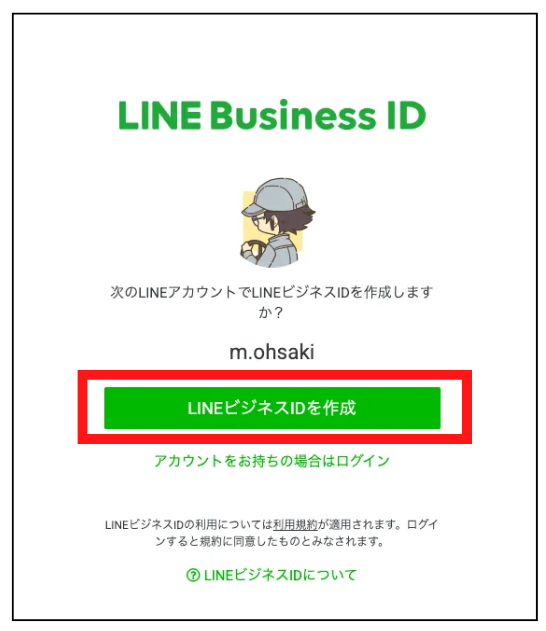 LINE Business ID
次のLINEアカウントでLINEビジネスIDを作成します
か？
m.ohsaki
LINEビジネスIDを作成
アカウントをお持ちの場合はログイン
LINEビジネスIDの利用については利用規約が適用されます。ログイ
ンすると規約に同意したものとみなされます。
? LINEビジネスIDについて